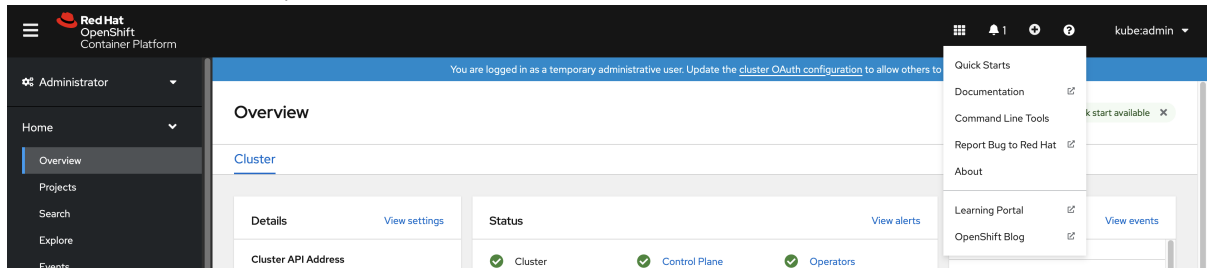 Red Hat
OpenShift
Container Platform
1
kube:admin
Administrator
You are logged in as a temporary administrative user. Update the cluster OAuth configuration to allow others to
Quick Starts
Documentation
Command Line Tools
Report Bug to Red Hat
About
Learning Portal
OpenShift Blog
Home
Overview
start available
Overview
Cluster
Projects
Search
Explore
Events
Details
View settings
Status
View alerts
View events
Cluster API Address
Cluster
Control Plane
Operators